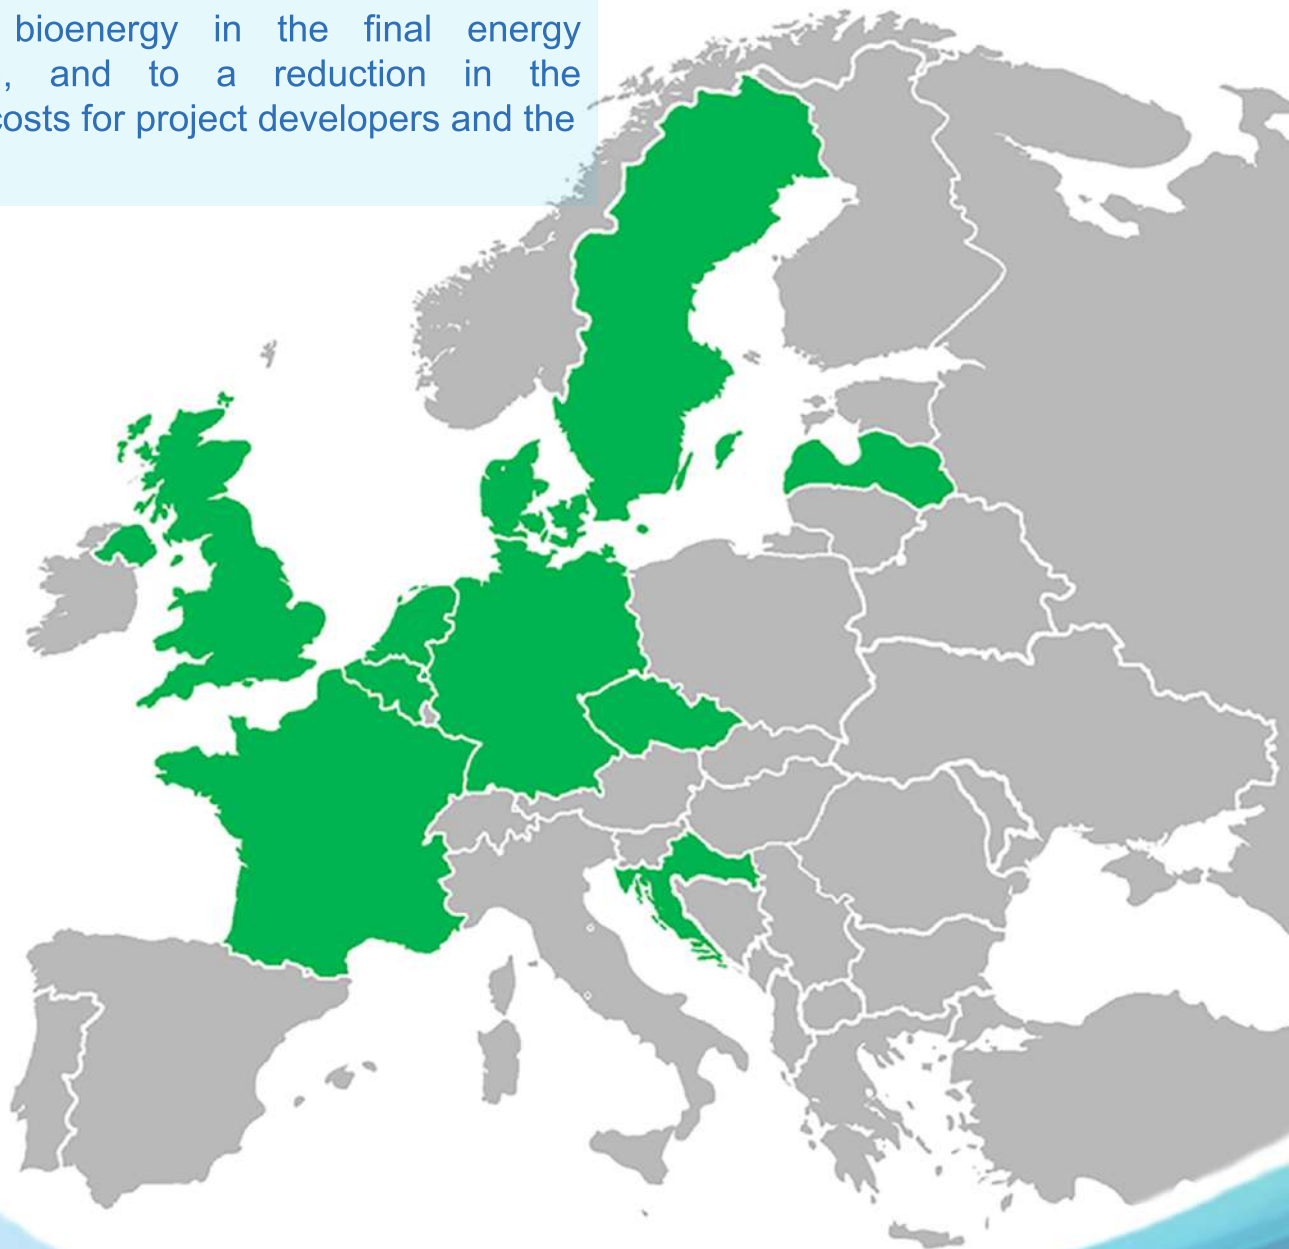 bioenergy in the final energy
, and to a reduction in the
costs for project developers and the